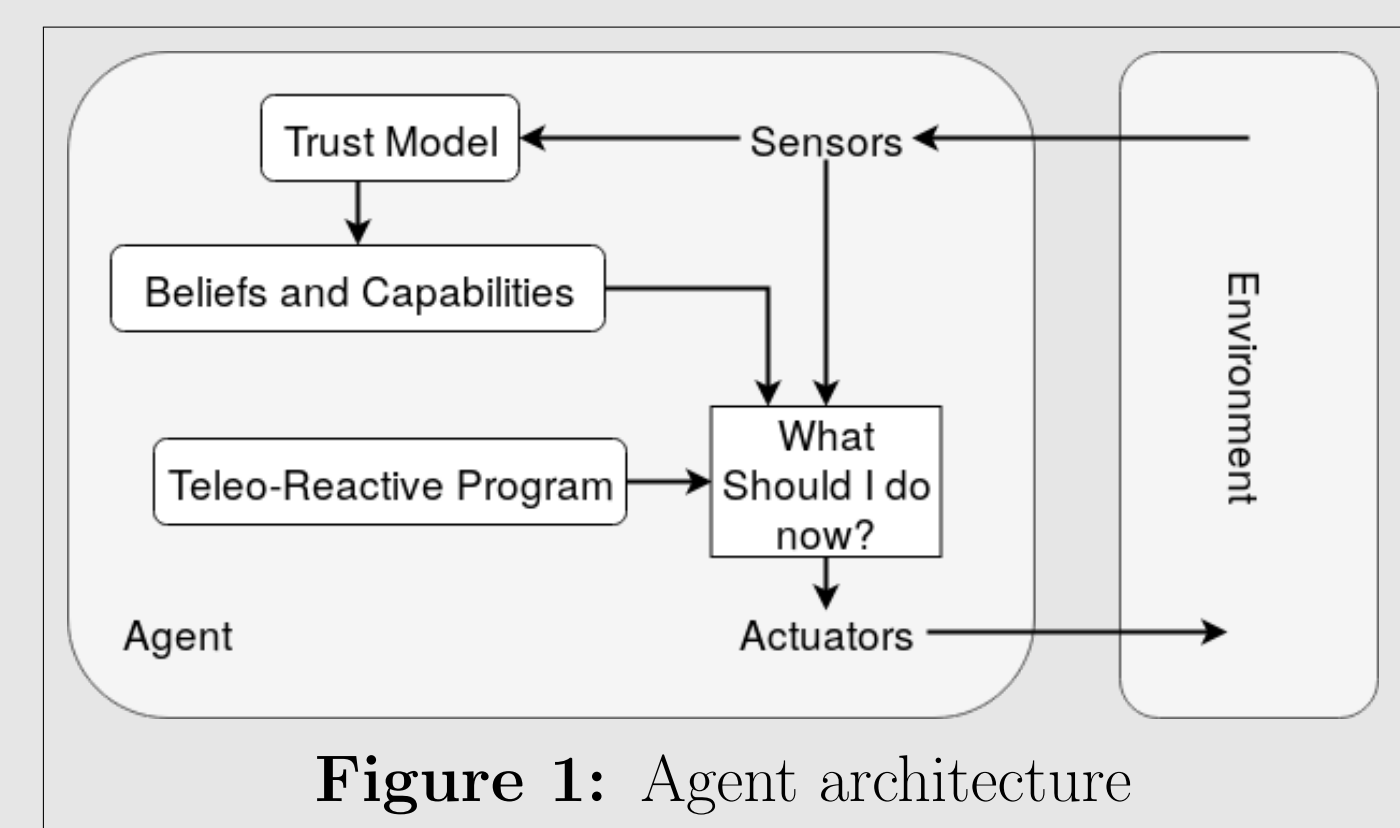 Trust Model
Sensors
Beliefs and Capabilities
Environment
Teleo-Reactive Program
What
Should I do
now?
Agent
Actuators
Figure 1: Agent architecture